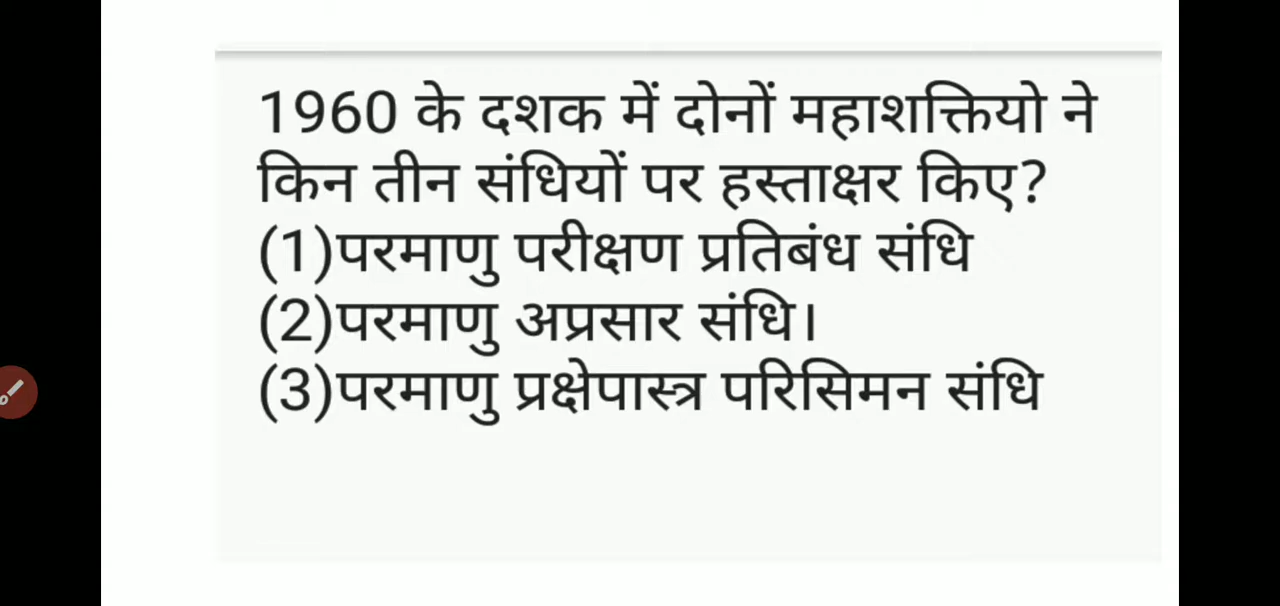 1960 के दशक में दोनों महाशक्तियो ने
किन तीन संधियों पर हस्ताक्षर किए?
(1)परमाणु परीक्षण प्रतिबंध संधि
(2)परमाणु अप्रसार संधि।
(3)परमाणु प्रक्षेपास्त्र परिसिमन संधि